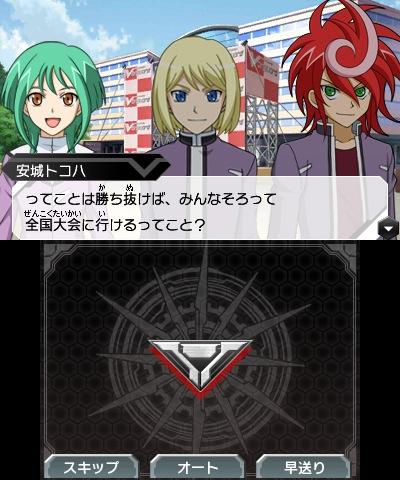 安城トコハ
ってことは勝ち抜けば、みんなそろって
全国大会に行けるってこと？
スキップ
オート
早送り